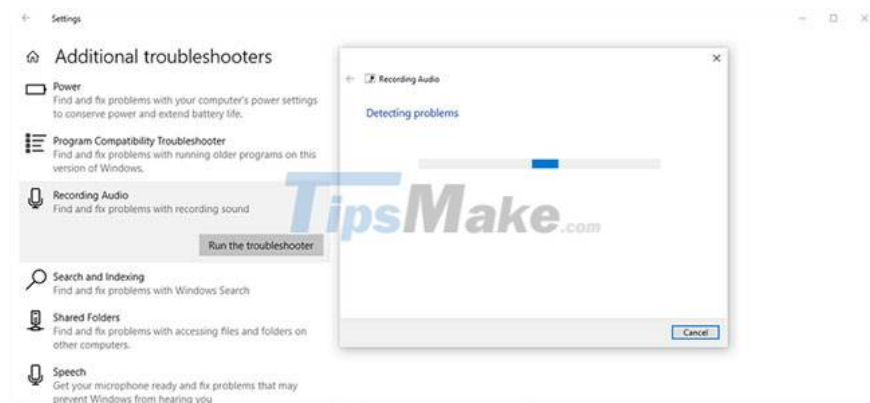 Settings
Additional troubleshooters
Power
Find and fix problems with your computer's power settings
to conserve power and extend battery life.
Program Compatibility Troubleshooter
Find and fix problems with running older programs on this
version of Windows.
Recording Audio
Find and fix problems with recording sound
Run the troubleshooter
Search and Indexing
Find and fix problems with Windows Search
Shared Folders
Find and fix problems with accessing files and folders on
other computers.
Speech
Get your microphone ready and fix problems that may
prevent Windows from hearing you
Recording Audio
Detecting problems
Cancel
TipsMake.com